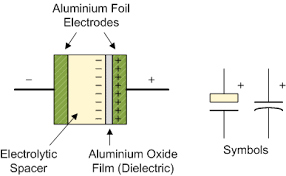 Aluminium Foil
Electrodes
−
+
− +
− +
− +
− +
− +
− +
− +
+
+
Electrolytic
Spacer
Aluminium Oxide
Film (Dielectric)
Symbols